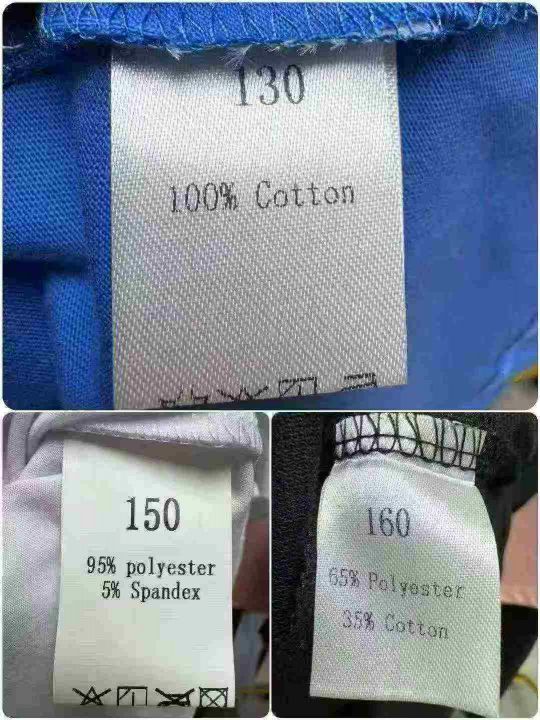 130
100% Cotton
150
95% polyester
5% Spandex
160
65% Polyester
35% Cotton